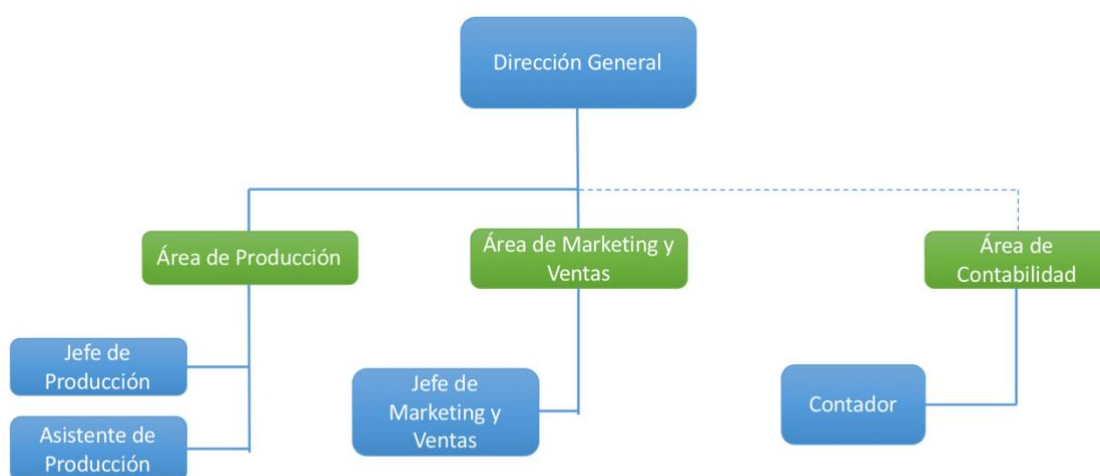 Dirección General
Área de Producción
Área de Marketing y
Ventas
Área de
Contabilidad
Jefe de
Producción
Jefe de
Marketing y
Ventas
Contador
Asistente de
Producción